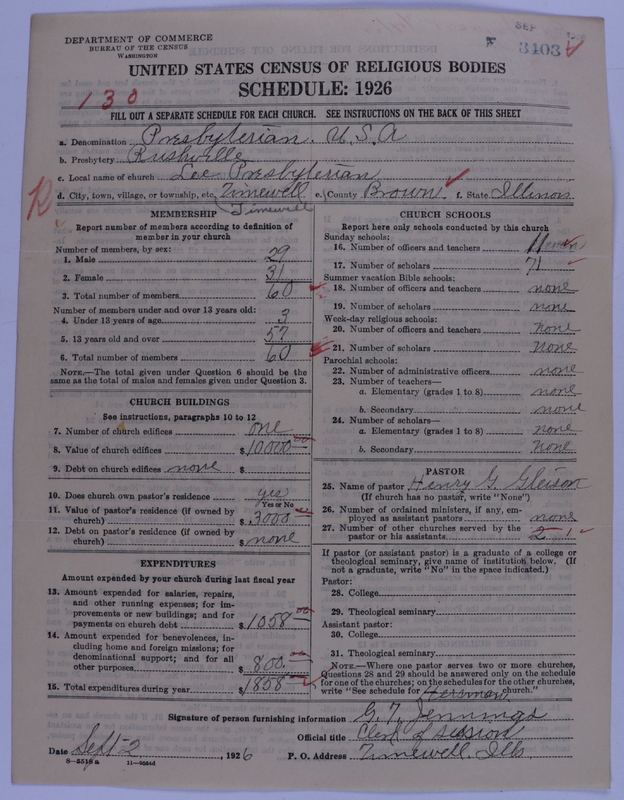 DEPARTMENT OF COMMERCE
BUREAU OF THE CENSUS
WASHINGTON
SEP
3403
UNITED STATES CENSUS OF RELIGIOUS BODIES
SCHEDULE: 1926
130
FILL OUT A SEPARATE SCHEDULE FOR EACH CHURCH. SEE INSTRUCTIONS ON THE BACK OF THIS SHEET
a. Denomination Presbyterian. U.S.A
b. Presbytery Rushville
c. Local name of church Lee Presbyterian
d. City, town, village, or township, etc. Timewell e. County Brown f. State Illinois
Timewell
MEMBERSHIP
Report number of members according to definition of
member in your church
Number of members, by sex:
1. Male 29
2. Female 31
3. Total number of members 60
Number of members under and over 13 years old:
4. Under 13 years of age 3
5. 13 years old and over 57
6. Total number of members 60
NOTE.—The total given under Question 6 should be
same as the total of males and females given under Question 3.
CHURCH BUILDINGS
See instructions, paragraphs 10 to 12
7. Number of church edifices one
8. Value of church edifices $10000
9. Debt on church edifices none $
10. Does church own pastor's residence yes
Yes or No
11. Value of pastor's residence (if owned by
church) $3000
12. Debt on pastor's residence (if owned by
church) $none
EXPENDITURES
Amount expended by your church during last fiscal year
13. Amount expended for salaries, repairs,
and other running expenses; for im-
provements or new buildings; and for
payments on church debt $1058
14. Amount expended for benevolences, in-
cluding home and foreign missions; for
denominational support; and for all
other purposes $800.
15. Total expenditures during year $1858
CHURCH SCHOOLS
Report here only schools conducted by this church
Sunday schools:
16. Number of officers and teachers 11
17. Number of scholars 71
Summer vacation Bible schools:
18. Number of officers and teachers none
19. Number of scholars none
Week-day religious schools:
20. Number of officers and teachers none
21. Number of scholars none
Parochial schools:
22. Number of administrative officers none
23. Number of teachers—
a. Elementary (grades 1 to 8) none
b. Secondary none
24. Number of scholars—
a. Elementary (grades 1 to 8) none
b. Secondary none
PASTOR
25. Name of pastor Henry G. Gleison
(If church has no pastor, write "None")
26. Number of ordained ministers, if any, em-
ployed as assistant pastors none
27. Number of other churches served by the
pastor or his assistants 2 1
If pastor (or assistant pastor) is a graduate of a college or
theological seminary, give name of institution below. (If
not a graduate, write "No" in the space indicated.)
Pastor:
28. College
29. Theological seminary
Assistant pastor:
30. College
31. Theological seminary
NOTE.—Where one pastor serves two or more churches,
Questions 28 and 29 should be answered only on the schedule
for one of the churches; on the schedules for the other churches,
write "See schedule for Hersman church."
Signature of person furnishing information G. T. Jennings
Official title Clerk of Session
Date Sept 2, 1926 P. O. Address Timewell, Ills
8-5518 a